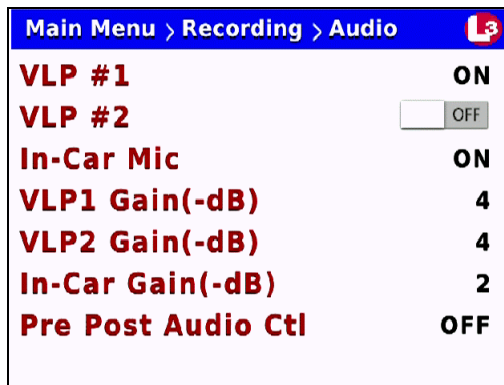 Main Menu > Recording > Audio L3
VLP #1 ON
VLP #2 OFF
In-Car Mic ON
VLP1 Gain(-dB) 4
VLP2 Gain(-dB) 4
In-Car Gain(-dB) 2
Pre Post Audio Ctl OFF